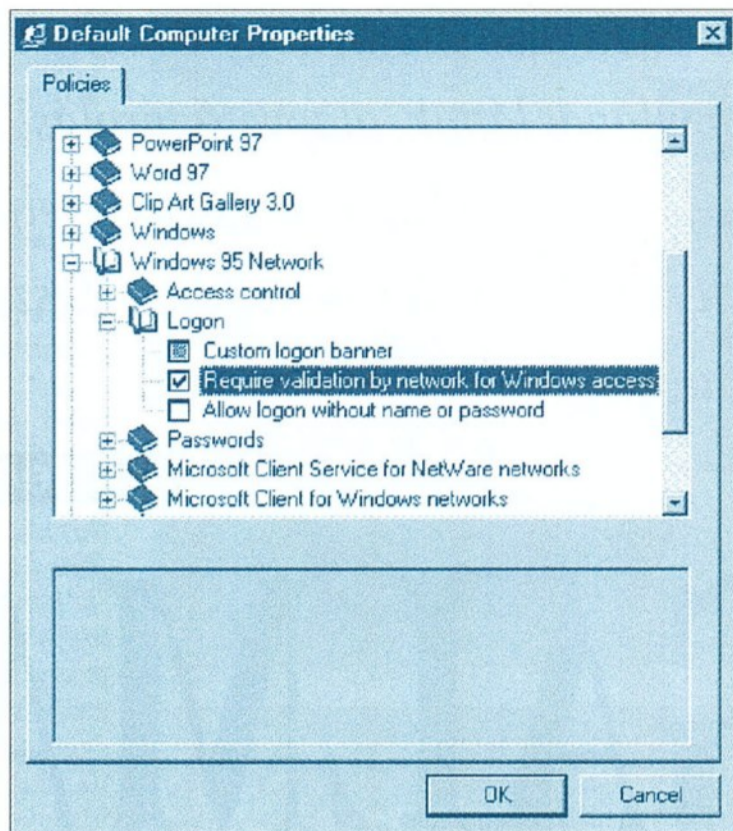 Default Computer Properties
Policies
PowerPoint 97
Word 97
Clip Art Gallery 3.0
Windows
Windows 95 Network
Access control
Logon
Custom logon banner
Require validation by network for Windows access
Allow logon without name or password
Passwords
Microsoft Client Service for NetWare networks
Microsoft Client for Windows networks
OK
Cancel